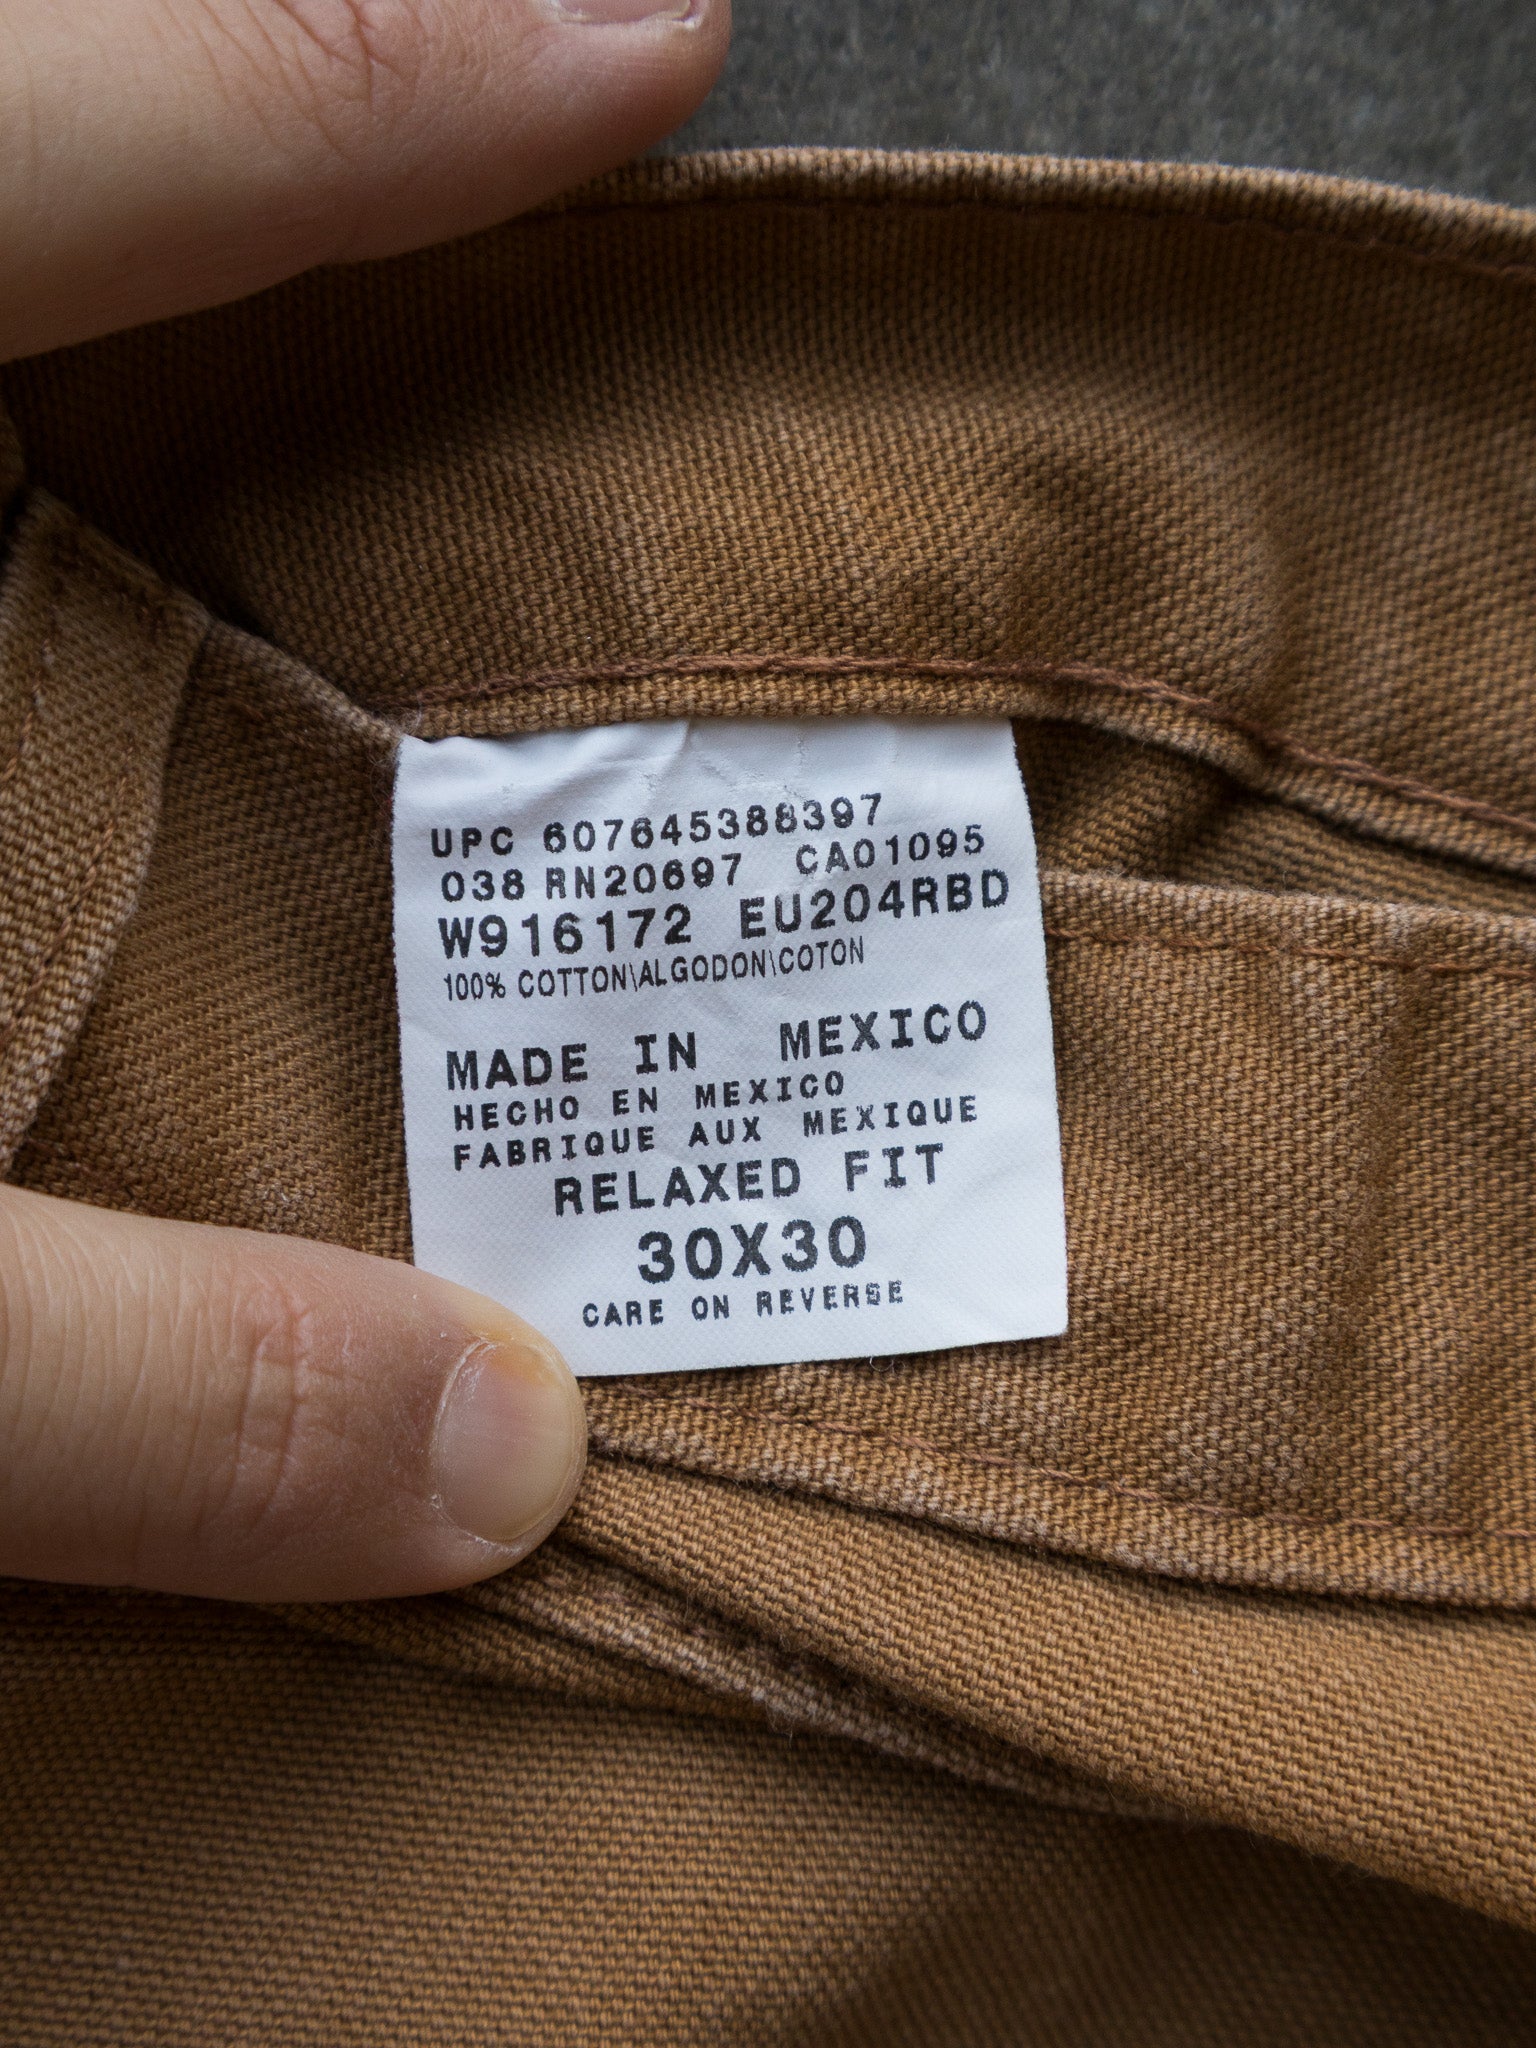 UPC 607645388397
038 RN20697 CA01095
W916172 EU204RBD
100% COTTON\ALGODON\COTON
MADE IN MEXICO
HECHO EN MEXICO
FABRIQUE AUX MEXIQUE
RELAXED FIT
30X30
CARE ON REVERSE